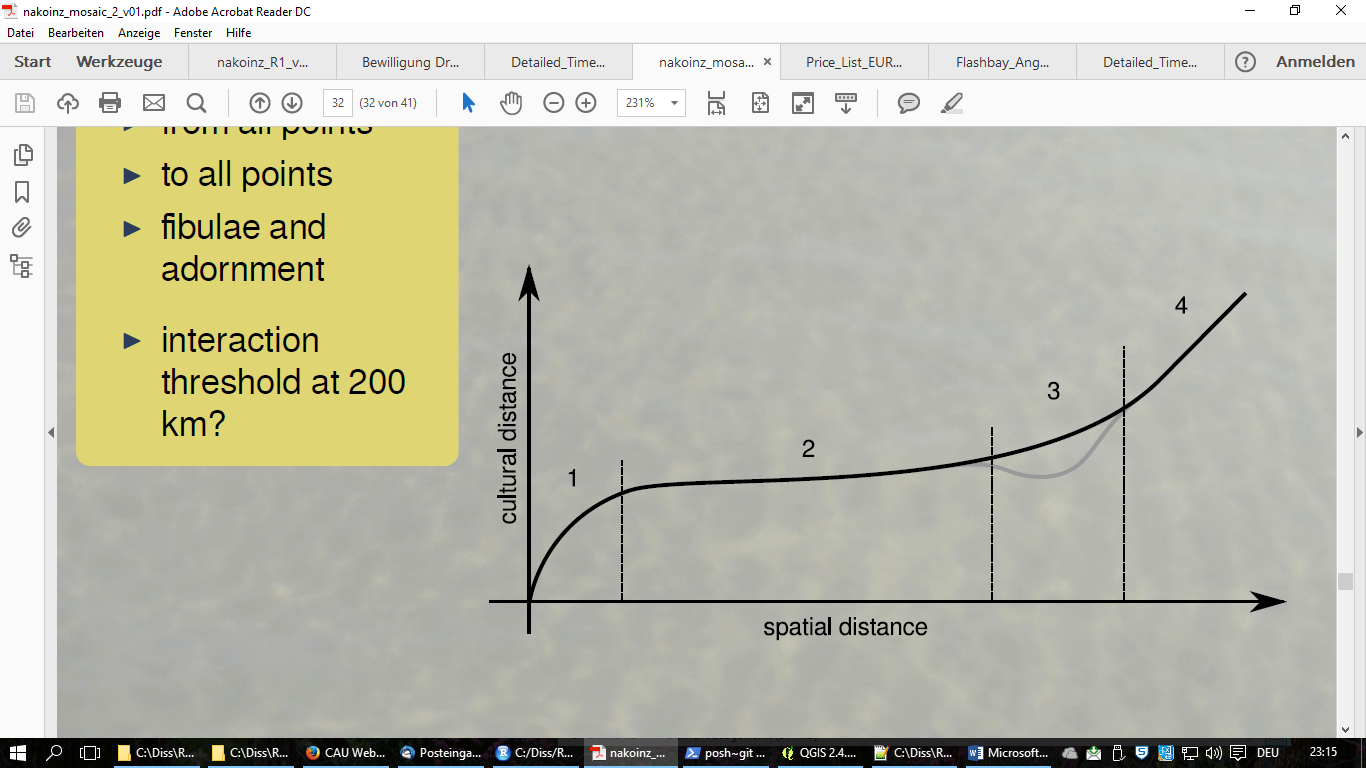 nakoinz_mosaic_2_v01.pdf - Adobe Acrobat Reader DC
Datei Bearbeiten Anzeige Fenster Hilfe
Start Werkzeuge nakoinz_R1_v... Bewilligung Dr... Detailed_Time... nakoinz_mosa... Price_List_EUR... Flashbay_Ang... Detailed_Time... Anmelden
32 (32 von 41) 231%
from all points
to all points
fibulae and
adornment
interaction
threshold at 200
km?
cultural distance
1
2
3
4
spatial distance
C:\Diss\R... C:\Diss\R... CAU Web... Posteinga... C:/Diss/R... nakoinz_... posh~git ... QGIS 2.4.... C:\Diss\R... Microsoft... DEU 23:15